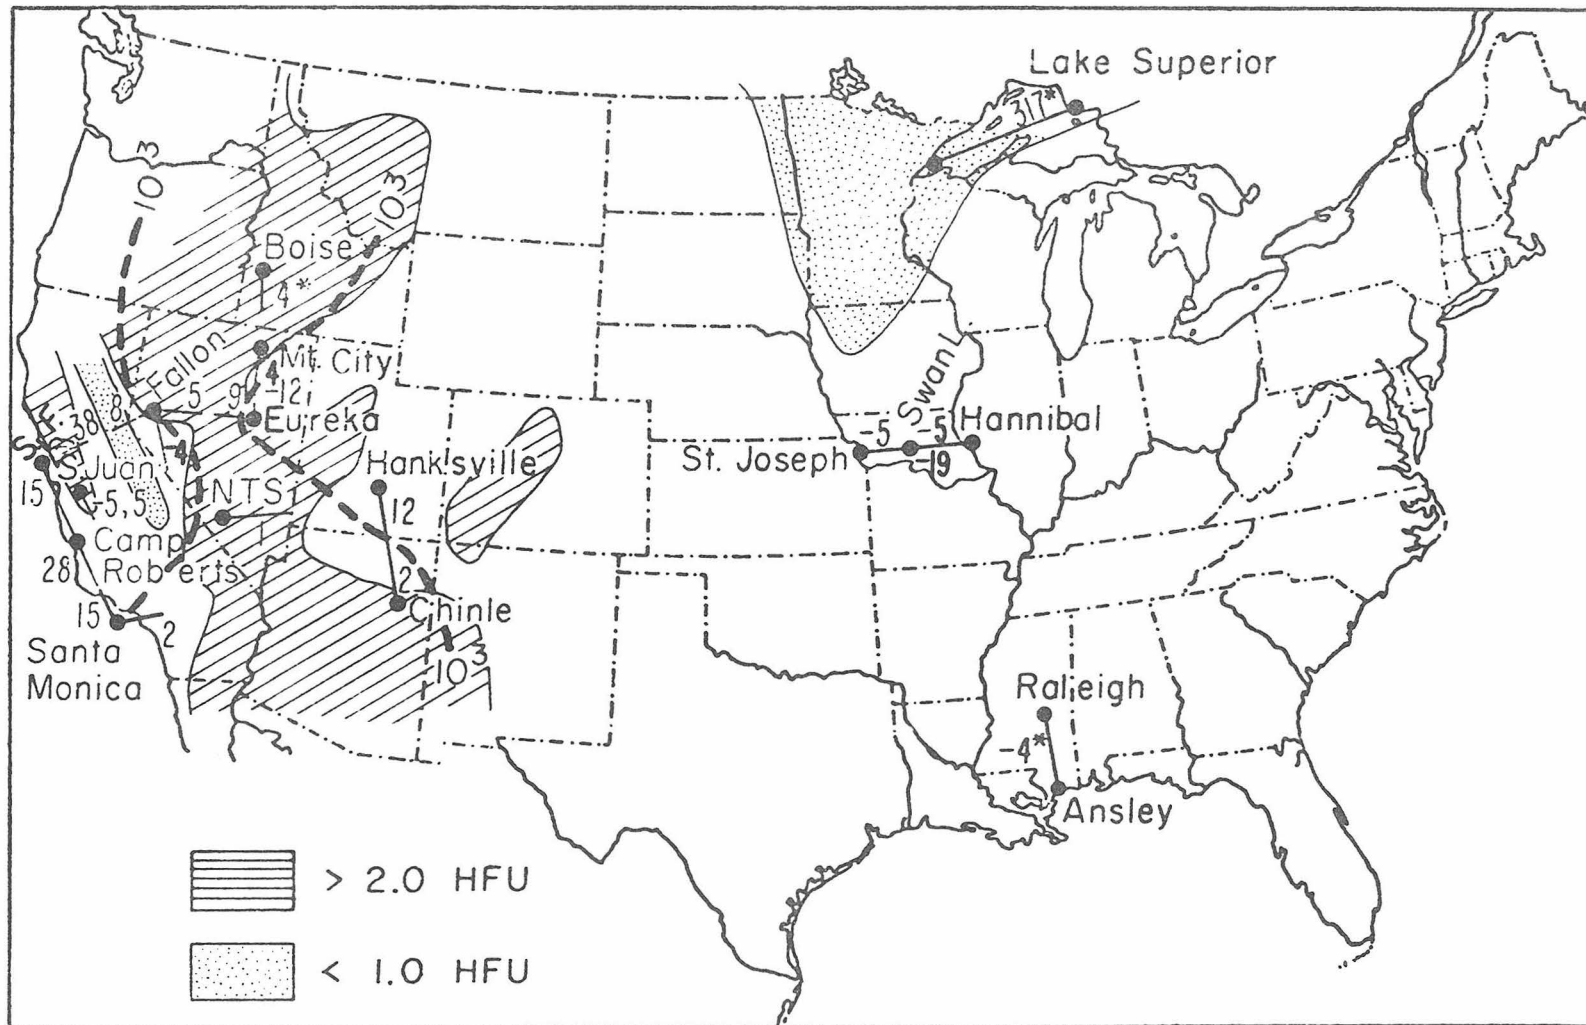 Lake Superior
17*
10³
10³
Boise
4*
Fallon
Mt. City
4
-12
5
9
Eureka
S.F.
38
8
-4
S Juan
-5,5
15
NTS
Hanksville
12
Camp
Roberts
28
2
Chinle
15
2
Santa
Monica
10³
Swan L
-5
-5
Hannibal
St. Joseph
-19
Raleigh
-4*
Ansley
> 2.0 HFU
< 1.0 HFU